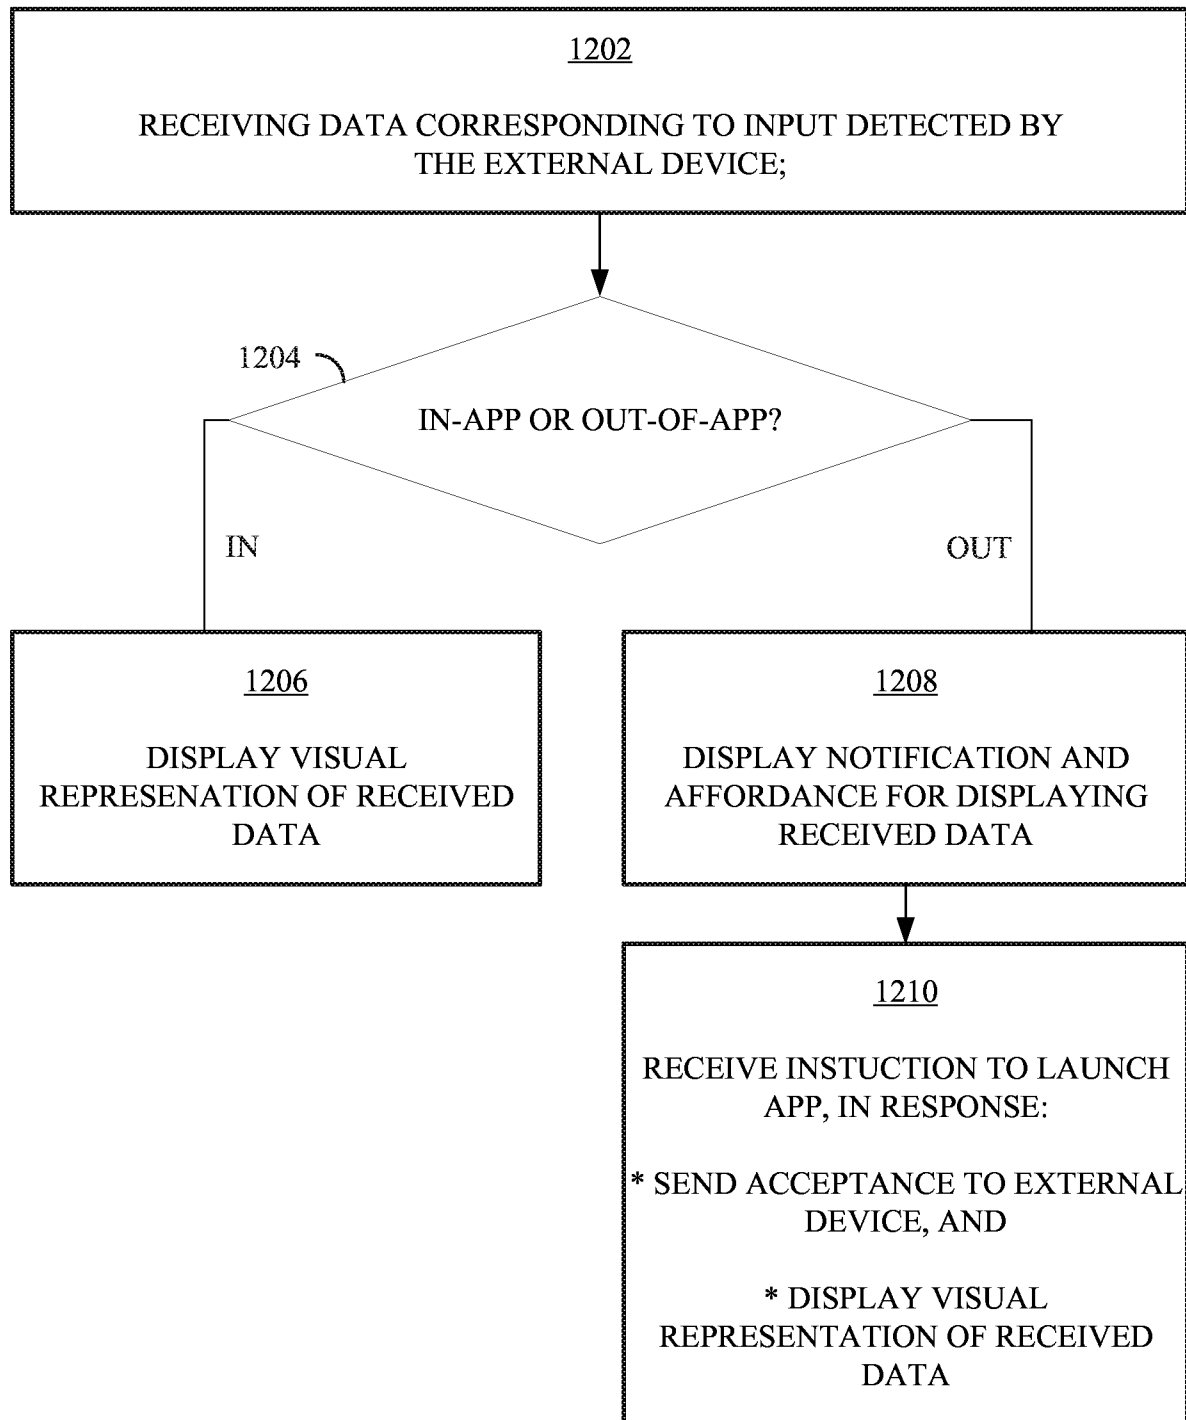 1202
RECEIVING DATA CORRESPONDING TO INPUT DETECTED BY
THE EXTERNAL DEVICE;
1204
IN-APP OR OUT-OF-APP?
IN
OUT
1206
DISPLAY VISUAL
REPRESENATION OF RECEIVED
DATA
1208
DISPLAY NOTIFICATION AND
AFFORDANCE FOR DISPLAYING
RECEIVED DATA
1210
RECEIVE INSTUCTION TO LAUNCH
APP, IN RESPONSE:
* SEND ACCEPTANCE TO EXTERNAL
DEVICE, AND
* DISPLAY VISUAL
REPRESENTATION OF RECEIVED
DATA